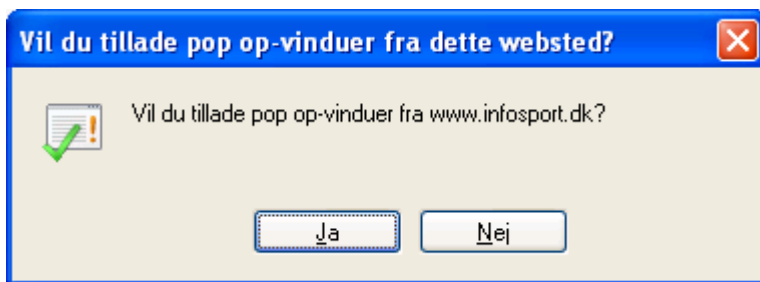 Vil du tillade pop op-vinduer fra dette websted?
Vil du tillade pop op-vinduer fra www.infosport.dk?
Ja
Nej